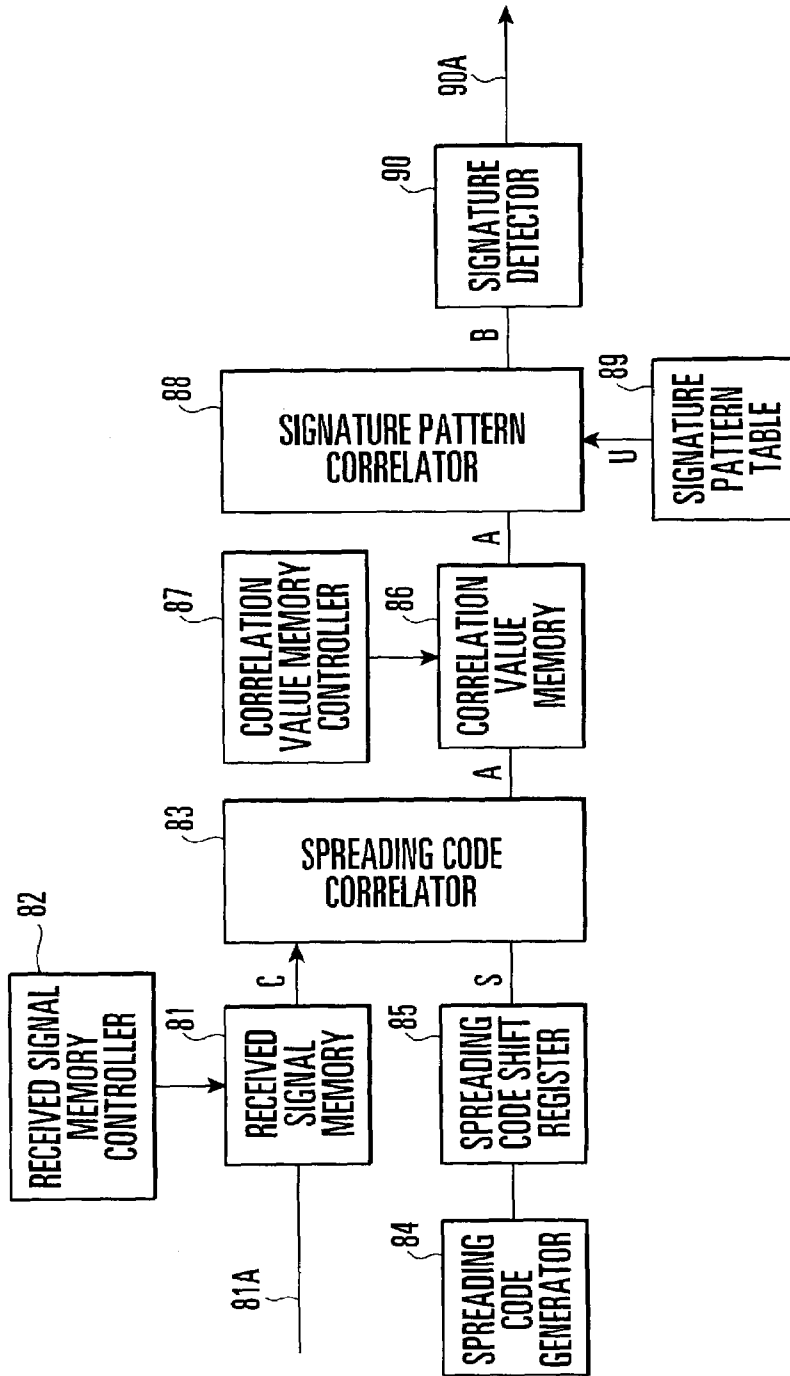 82
RECEIVED SIGNAL
MEMORY
CONTROLLER
81A
81
RECEIVED
SIGNAL
MEMORY
C
84
SPREADING
CODE
GENERATOR
85
SPREADING
CODE SHIFT
REGISTER
S
83
SPREADING CODE
CORRELATOR
A
87
CORRELATION
VALUE MEMORY
CONTROLLER
86
CORRELATION
VALUE
MEMORY
A
88
SIGNATURE PATTERN
CORRELATOR
U
89
SIGNATURE
PATTERN
TABLE
B
90
SIGNATURE
DETECTOR
90A